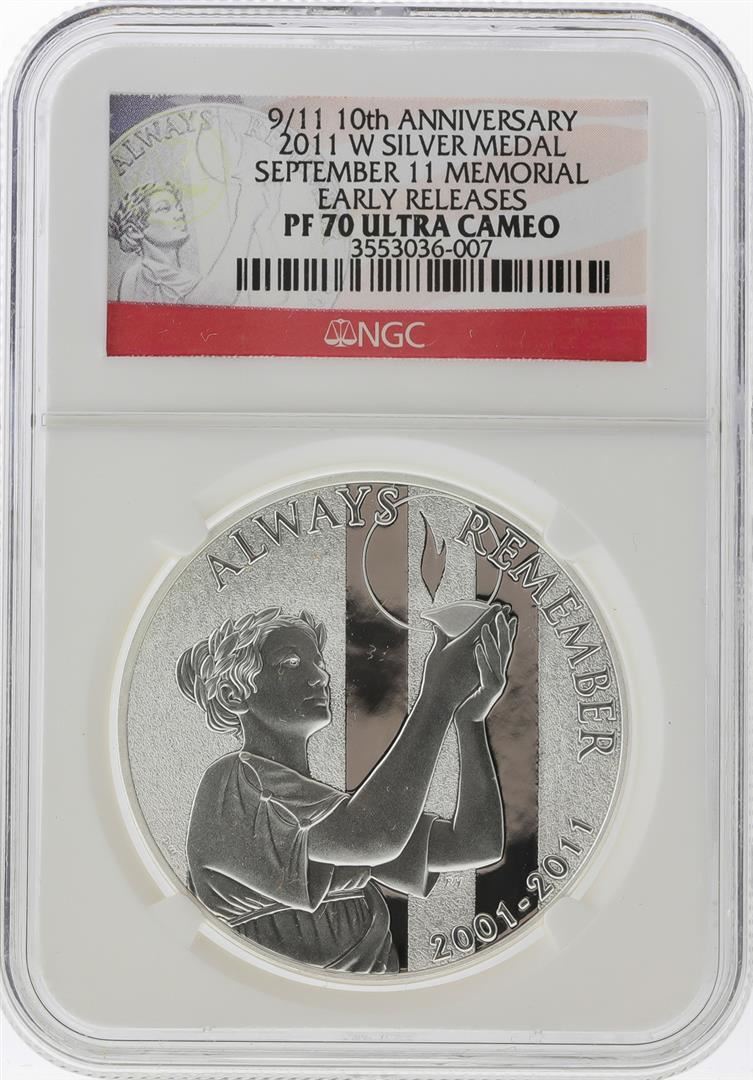 9/11 10th ANNIVERSARY
2011 W SILVER MEDAL
SEPTEMBER 11 MEMORIAL
EARLY RELEASES
PF 70 ULTRA CAMEO
3553036-007
ALWAYS R
NGC
ALWAYS REMEMBER
2001-2011